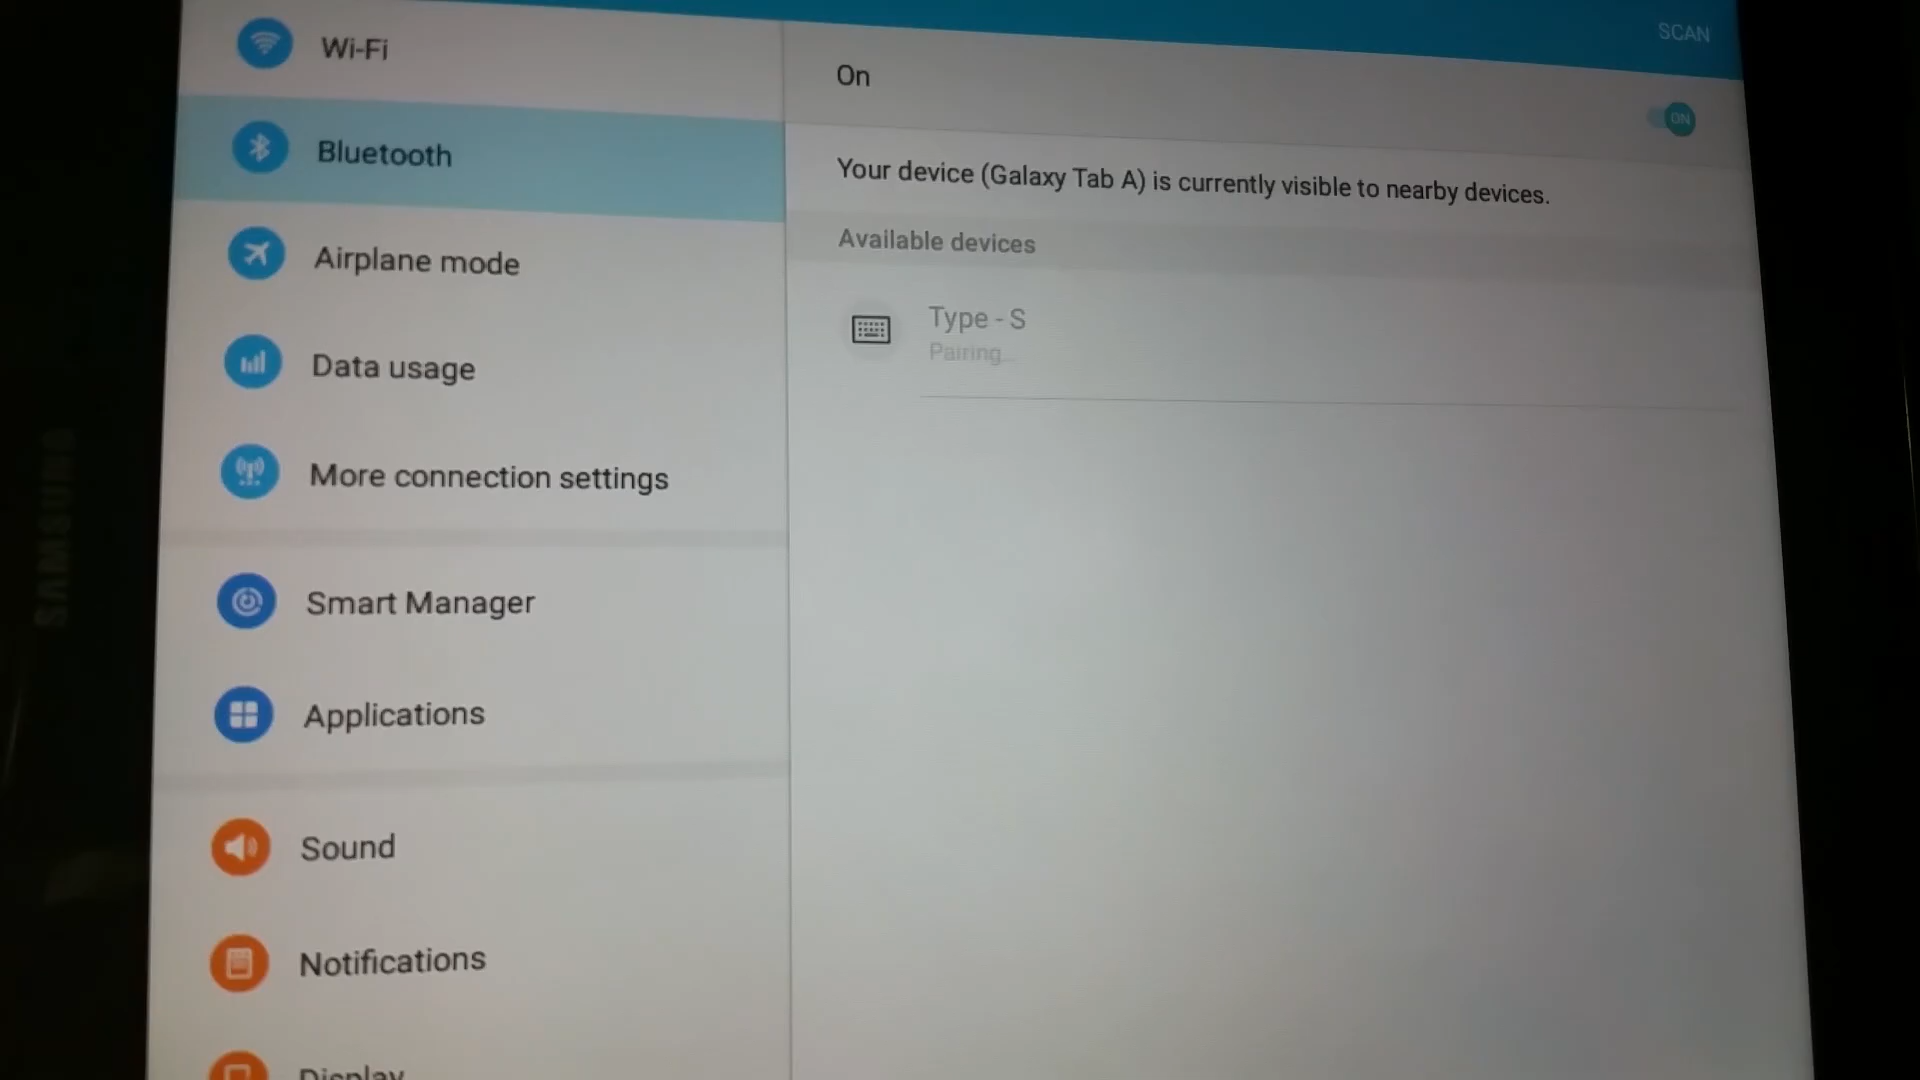 SCAN
Wi-Fi
On
ON
Bluetooth
Your device (Galaxy Tab A) is currently visible to nearby devices.
Airplane mode
Available devices
Data usage
Type - S
Pairing...
More connection settings
Smart Manager
Applications
Sound
Notifications
Display
SAMSUNG